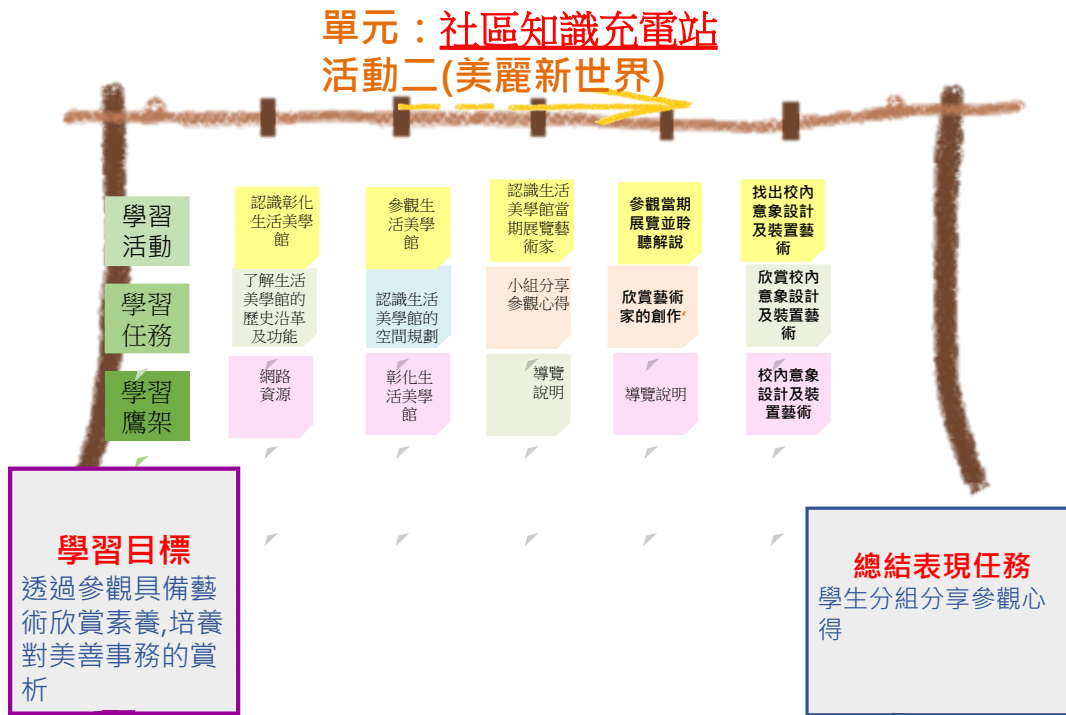 單元：社區知識充電站
活動二(美麗新世界)
學習
活動
認識彰化
生活美學
館
參觀生
活美學
館
認識生活
美學館當
期展覽藝
術家
參觀當期
展覽並聆
聽解說
找出校內
意象設計
及裝置藝
術
學習
任務
了解生活
美學館的
歷史沿革
及功能
認識生活
美學館的
空間規劃
小組分享
參觀心得
欣賞藝術
家的創作‘
欣賞校內
意象設計
及裝置藝
術
學習
鷹架
網路
資源
彰化生
活美學
館
導覽
說明
導覽說明
校內意象
設計及裝
置藝術
學習目標
透過參觀具備藝
術欣賞素養,培養
對美善事務的賞
析
總結表現任務
學生分組分享參觀心
得